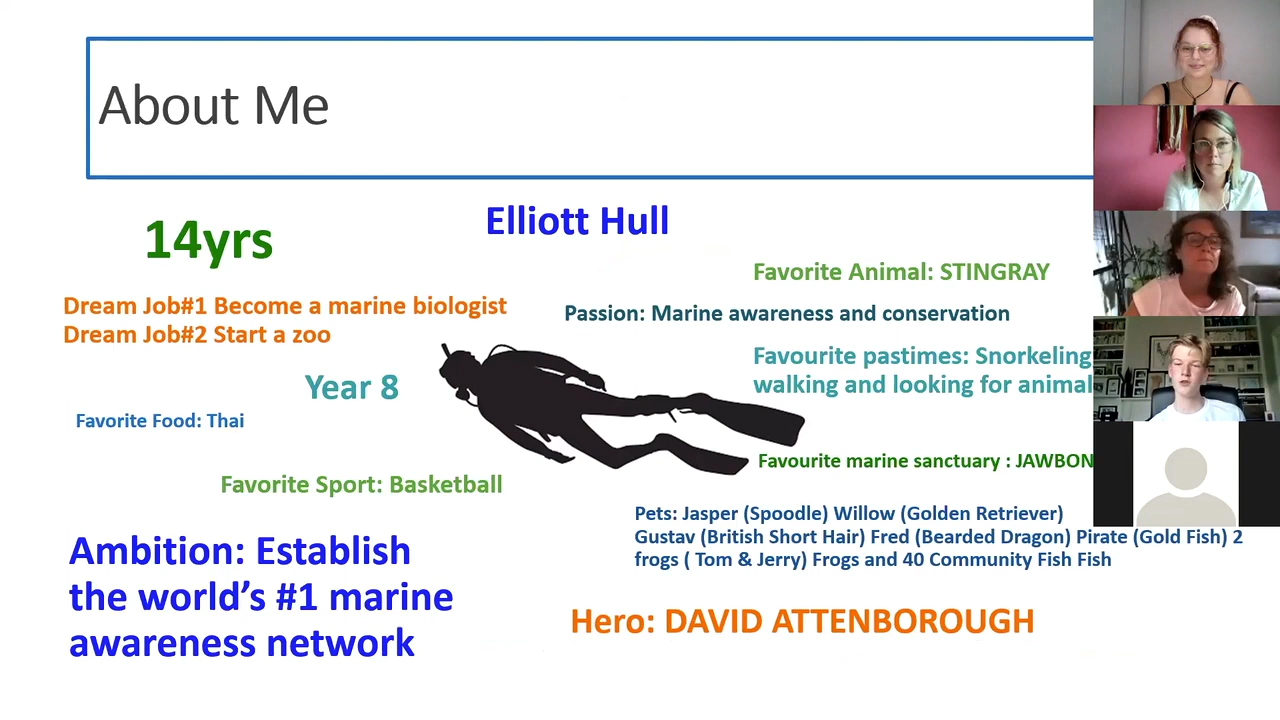 About Me
14yrs
Elliott Hull
Favorite Animal: STINGRAY
Dream Job#1 Become a marine biologist
Dream Job#2 Start a zoo
Passion: Marine awareness and conservation
Favourite pastimes: Snorkeling
walking and looking for animal
Year 8
Favorite Food: Thai
Favourite marine sanctuary : JAWBON
Favorite Sport: Basketball
Pets: Jasper (Spoodle) Willow (Golden Retriever)
Gustav (British Short Hair) Fred (Bearded Dragon) Pirate (Gold Fish) 2
frogs ( Tom & Jerry) Frogs and 40 Community Fish Fish
Ambition: Establish
the world's #1 marine
awareness network
Hero: DAVID ATTENBOROUGH